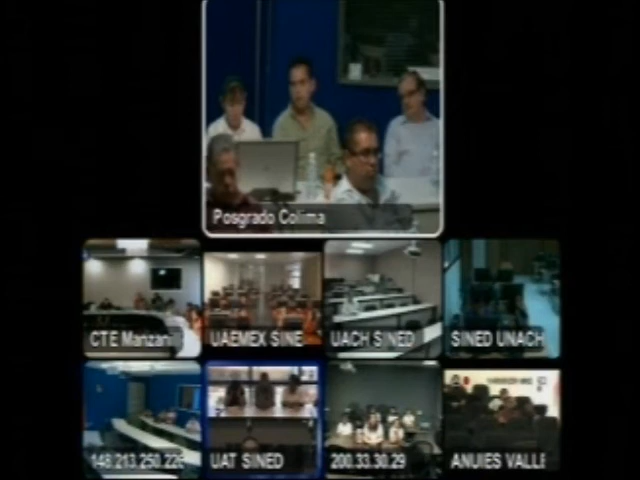 Posgrado Colima
CTE Manzani
UAEMEX SINE
UACH SINED
SINED UNACH
148.213.250.226
UAT SINED
200.33.30.29
ANUIES VALLE